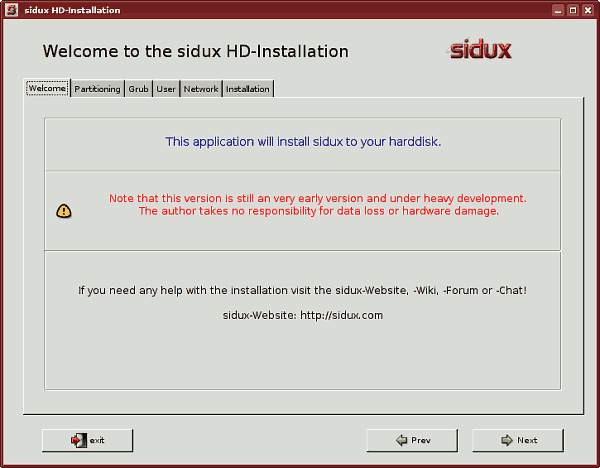 sidux HD-Installation
Welcome to the sidux HD-Installation
sidux
Welcome Partitioning Grub User Network Installation
This application will install sidux to your harddisk.
Note that this version is still an very early version and under heavy development.
The author takes no responsibility for data loss or hardware damage.
If you need any help with the installation visit the sidux-Website, -Wiki, -Forum or -Chat!
sidux-Website: http://sidux.com
exit Prev Next